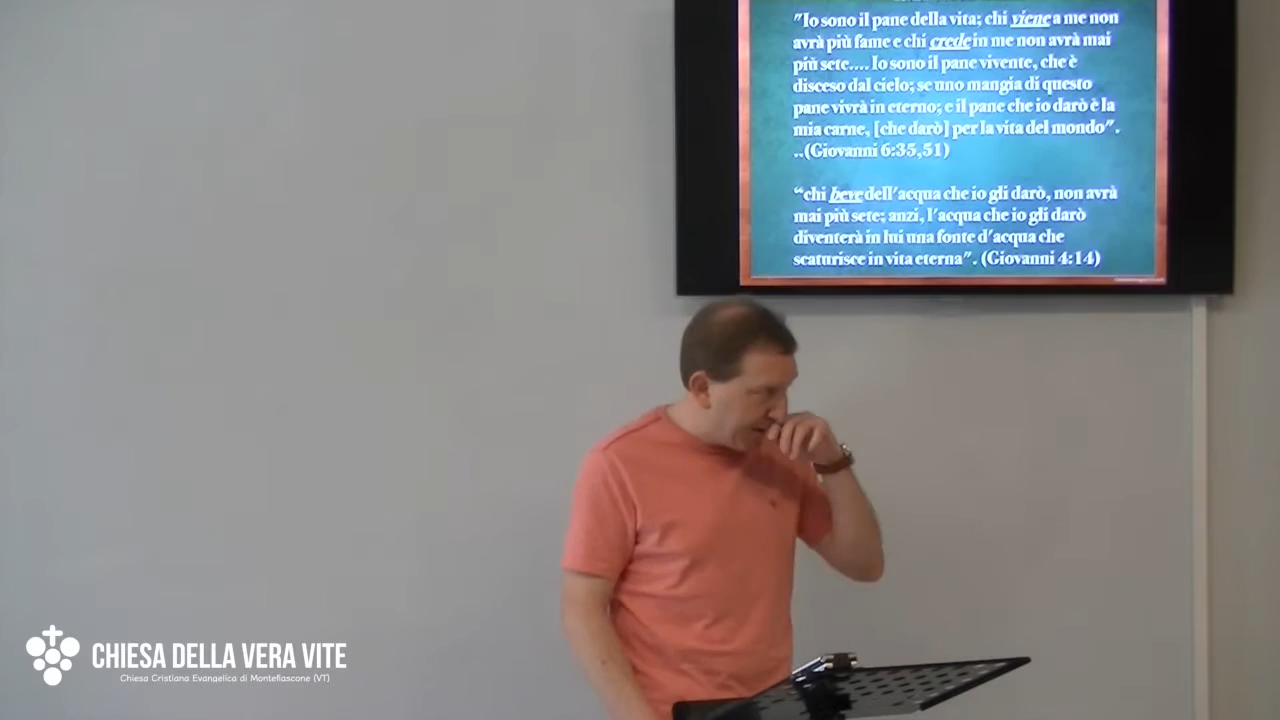 "Io sono il pane della vita; chi viene a me non
avrà più fame e chi crede in me non avrà mai
più sete.... Io sono il pane vivente, che è
disceso dal cielo; se uno mangia di questo
pane vivrà in eterno; e il pane che io darò è la
mia carne, [che darò] per la vita del mondo".
..(Giovanni 6:35,51)
“chi beve dell'acqua che io gli darò, non avrà
mai più sete; anzi, l'acqua che io gli darò
diventerà in lui una fonte d'acqua che
scaturisce in vita eterna". (Giovanni 4:14)
CHIESA DELLA VERA VITE
Chiesa Cristiana Evangelica di Montefiascone (VT)